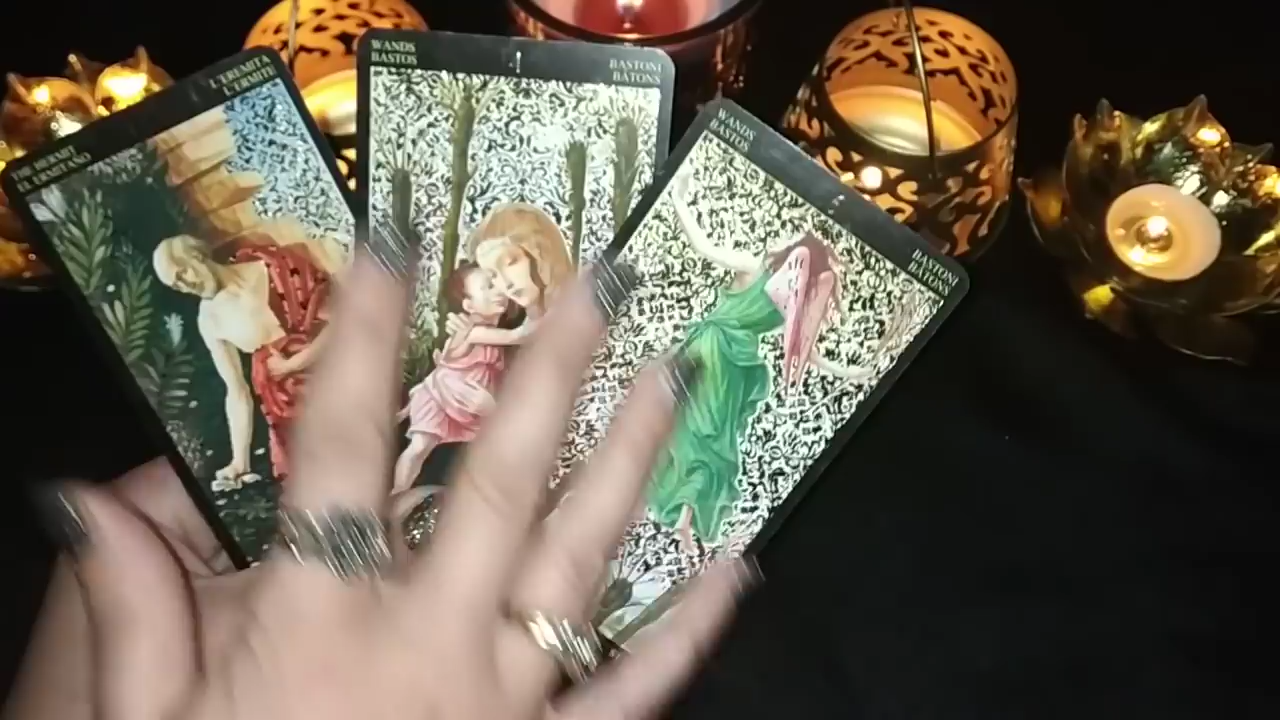 THE HERMIT
EL ERMITAÑO
L'EREMITA
L'ERMITE
WANDS
BASTOS
BASTONI
BÂTONS
WANDS
BASTOS
BASTONI
BÂTONS